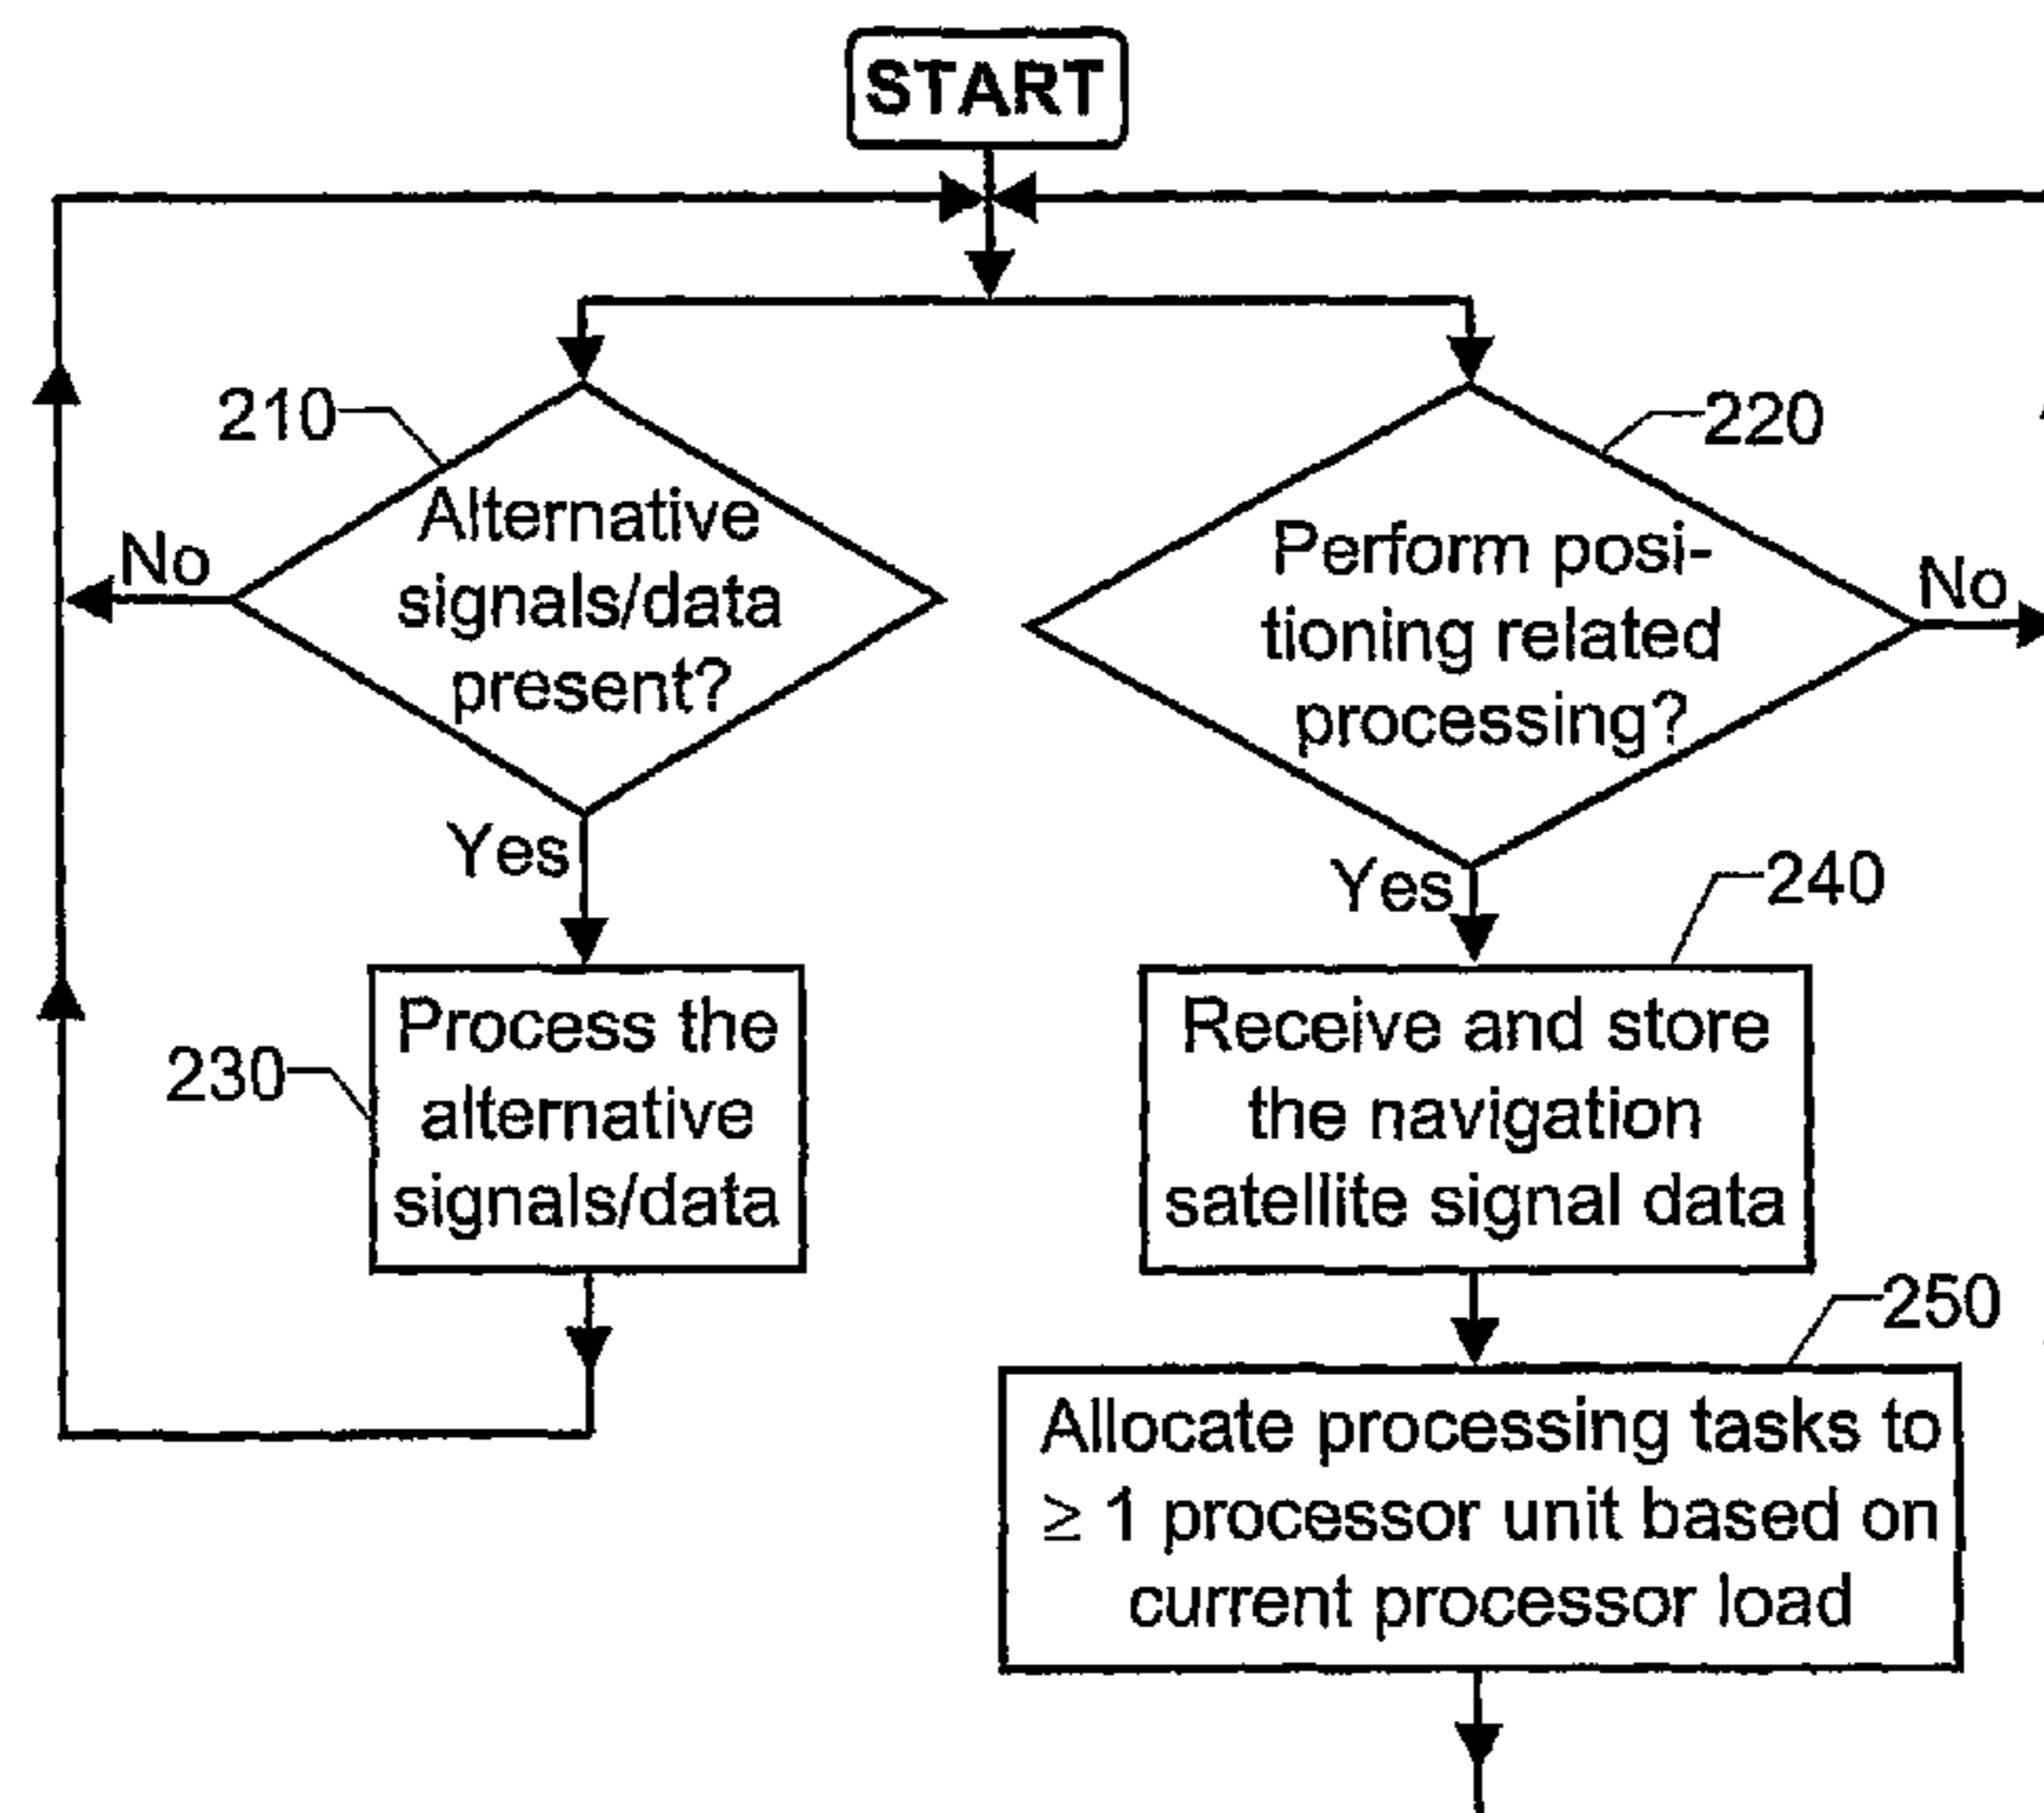 START
210
Alternative
signals/data
present?
No
Yes
220
Perform posi-
tioning related
processing?
No
Yes
230
Process the
alternative
signals/data
240
Receive and store
the navigation
satellite signal data
250
Allocate processing tasks to
≥ 1 processor unit based on
current processor load